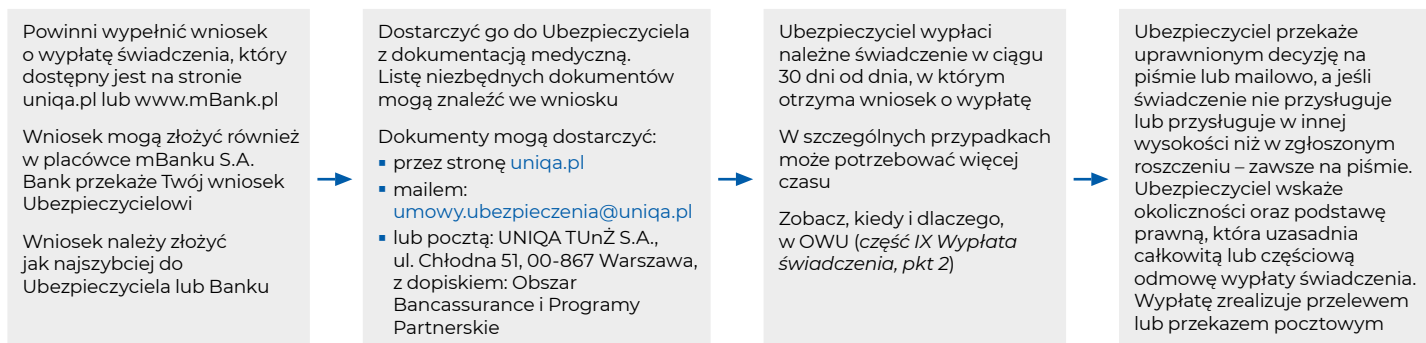 Powinni wypełnić wniosek
o wypłatę świadczenia, który
dostępny jest na stronie
uniqa.pl lub www.mBank.pl
Wniosek mogą złożyć również
w placówce mBanku S.A.
Bank przekaże Twój wniosek
Ubezpieczycielowi
Wniosek należy złożyć
jak najszybciej do
Ubezpieczyciela lub Banku
Dostarczyć go do Ubezpieczyciela
z dokumentacją medyczną.
Listę niezbędnych dokumentów
mogą znaleźć we wniosku
Dokumenty mogą dostarczyć:
▪ przez stronę uniqa.pl
▪ mailem:
umowy.ubezpieczenia@uniqa.pl
▪ lub pocztą: UNIQA TUnŻ S.A.,
ul. Chłodna 51, 00-867 Warszawa,
z dopiskiem: Obszar
Bancassurance i Programy
Partnerskie
Ubezpieczyciel wypłaci
należne świadczenie w ciągu
30 dni od dnia, w którym
otrzyma wniosek o wypłatę
W szczególnych przypadkach
może potrzebować więcej
czasu
Zobacz, kiedy i dlaczego,
w OWU (część IX Wypłata
świadczenia, pkt 2)
Ubezpieczyciel przekaże
uprawnionym decyzję na
piśmie lub mailowo, a jeśli
świadczenie nie przysługuje
lub przysługuje w innej
wysokości niż w zgłoszonym
roszczeniu – zawsze na piśmie.
Ubezpieczyciel wskaże
okoliczności oraz podstawę
prawną, która uzasadnia
całkowitą lub częściową
odmowę wypłaty świadczenia.
Wypłatę zrealizuje przelewem
lub przekazem pocztowym